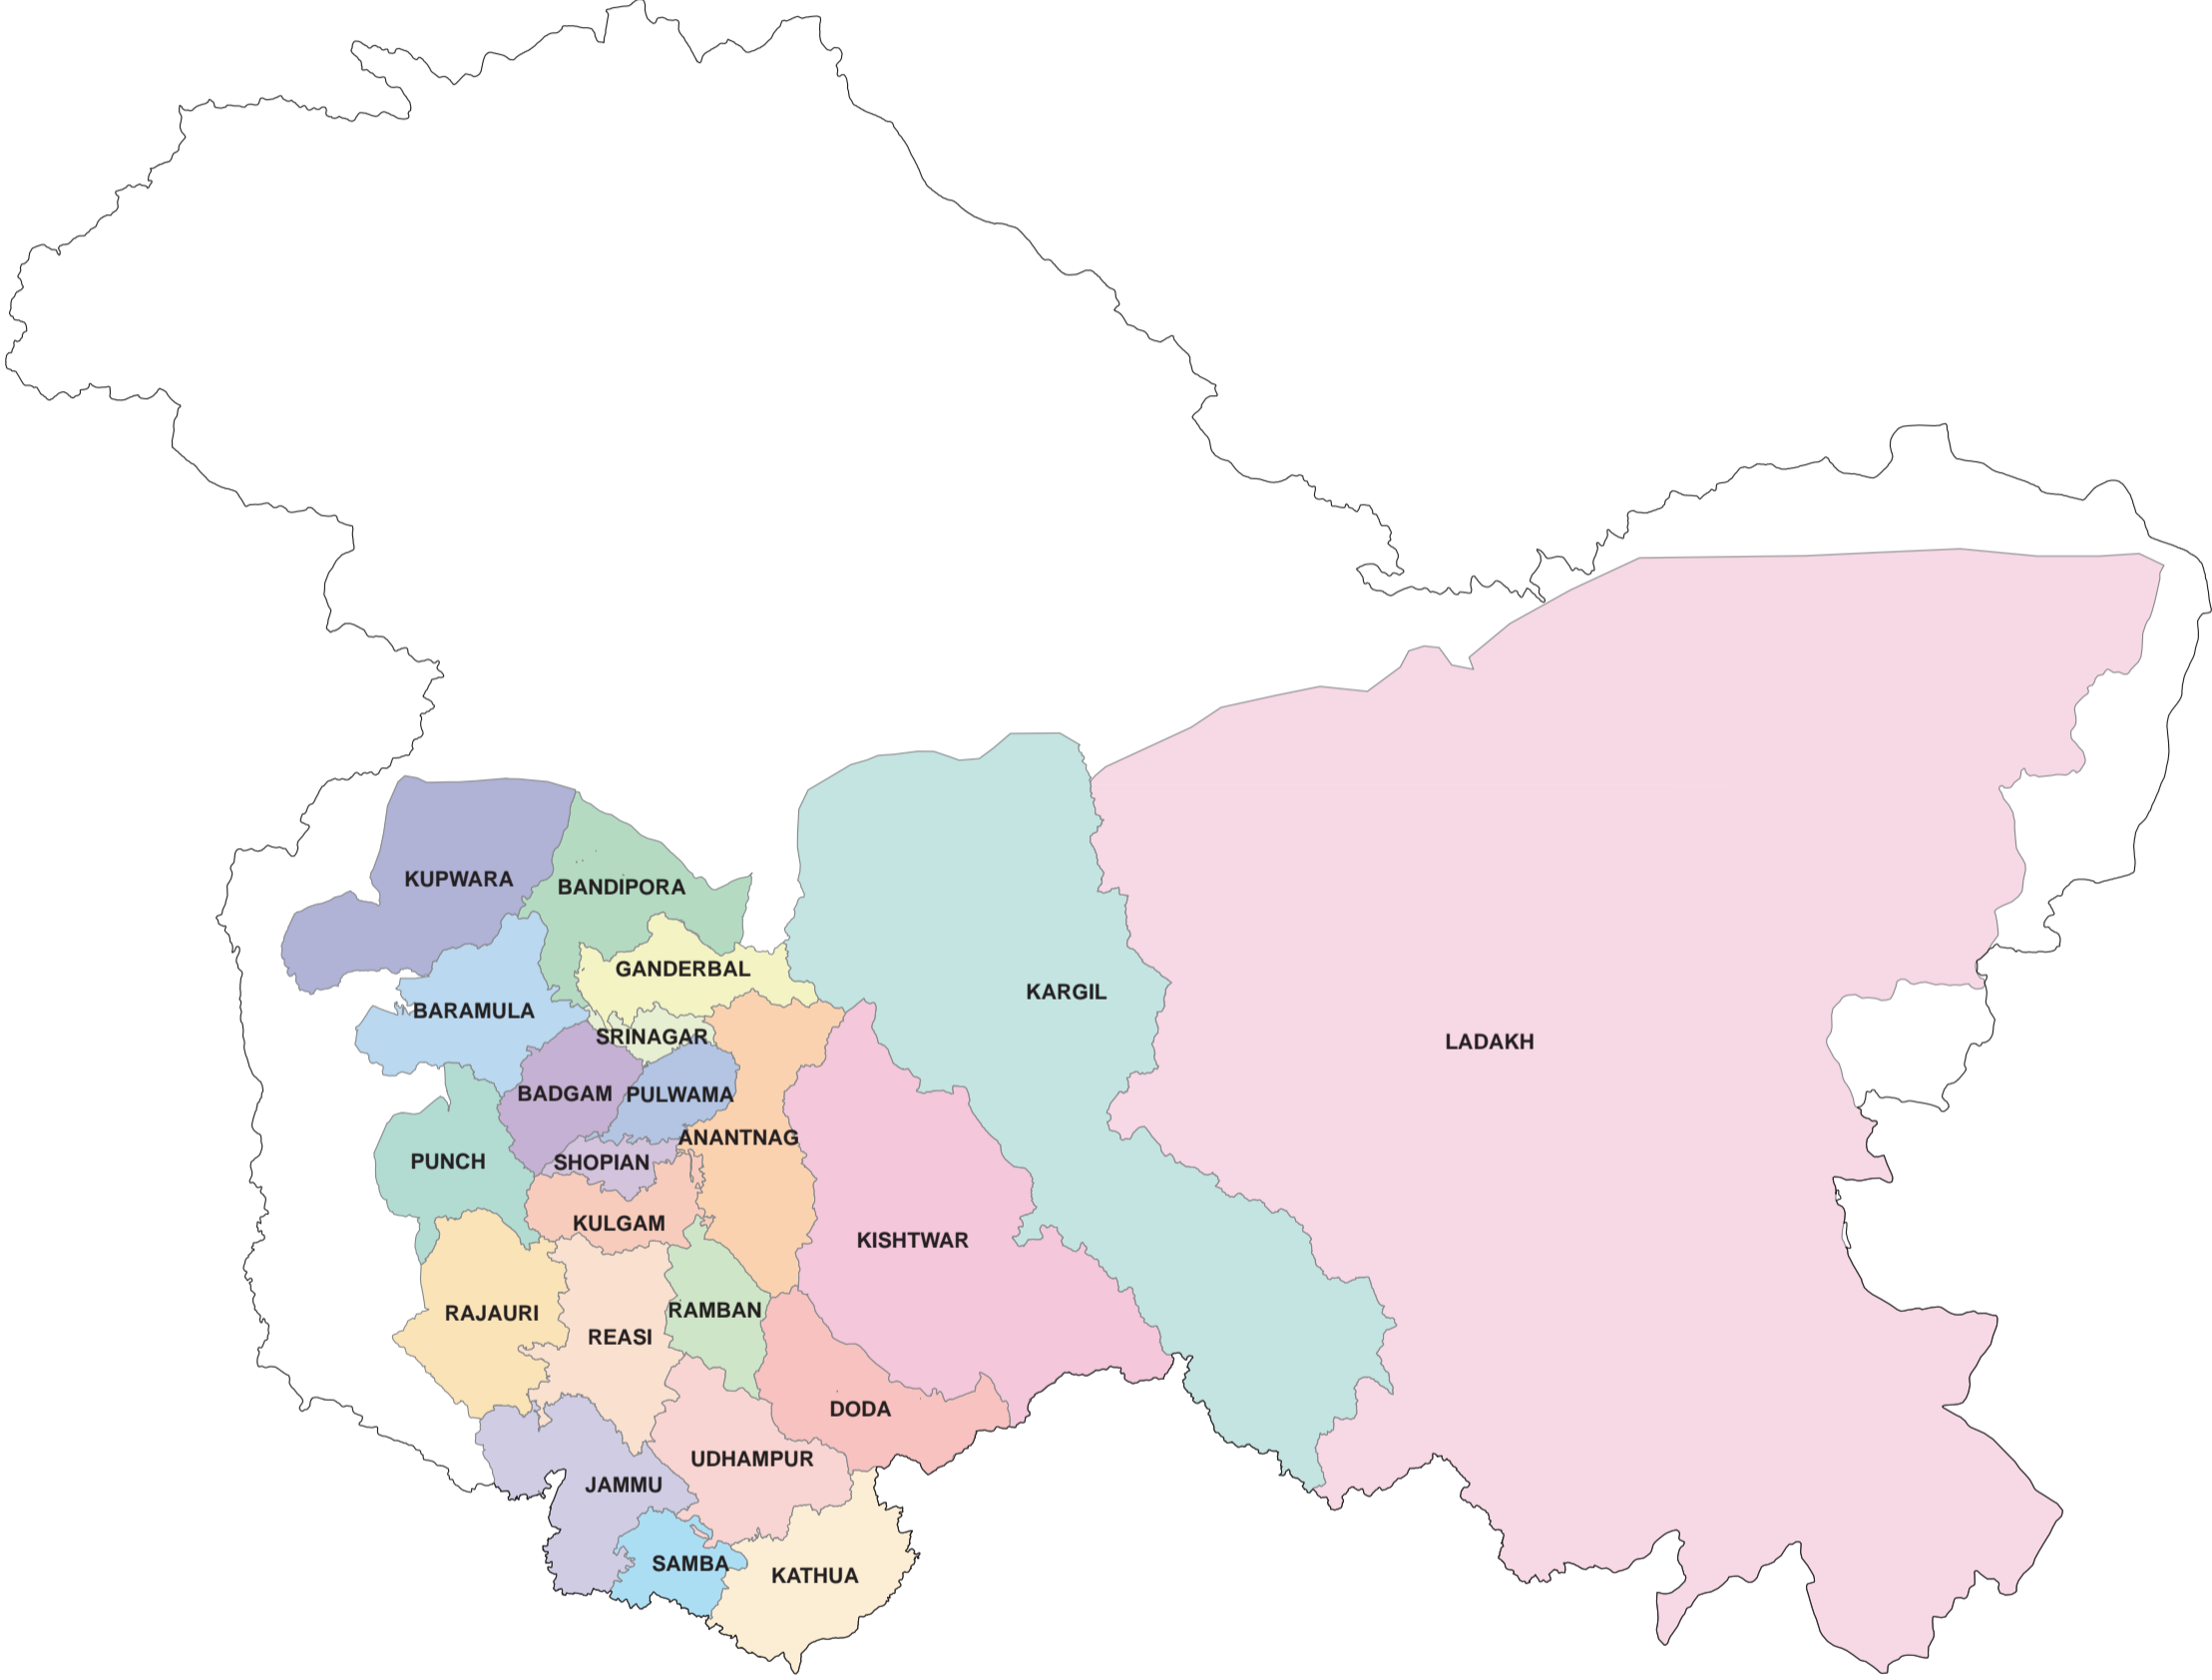 KUPWARA
BANDIPORA
GANDERBAL
KARGIL
BARAMULA
SRINAGAR
LADAKH
BADGAM
PULWAMA
ANANTNAG
PUNCH
SHOPIAN
KULGAM
KISHTWAR
RAJAURI
RAMBAN
REASI
DODA
UDHAMPUR
JAMMU
SAMBA
KATHUA